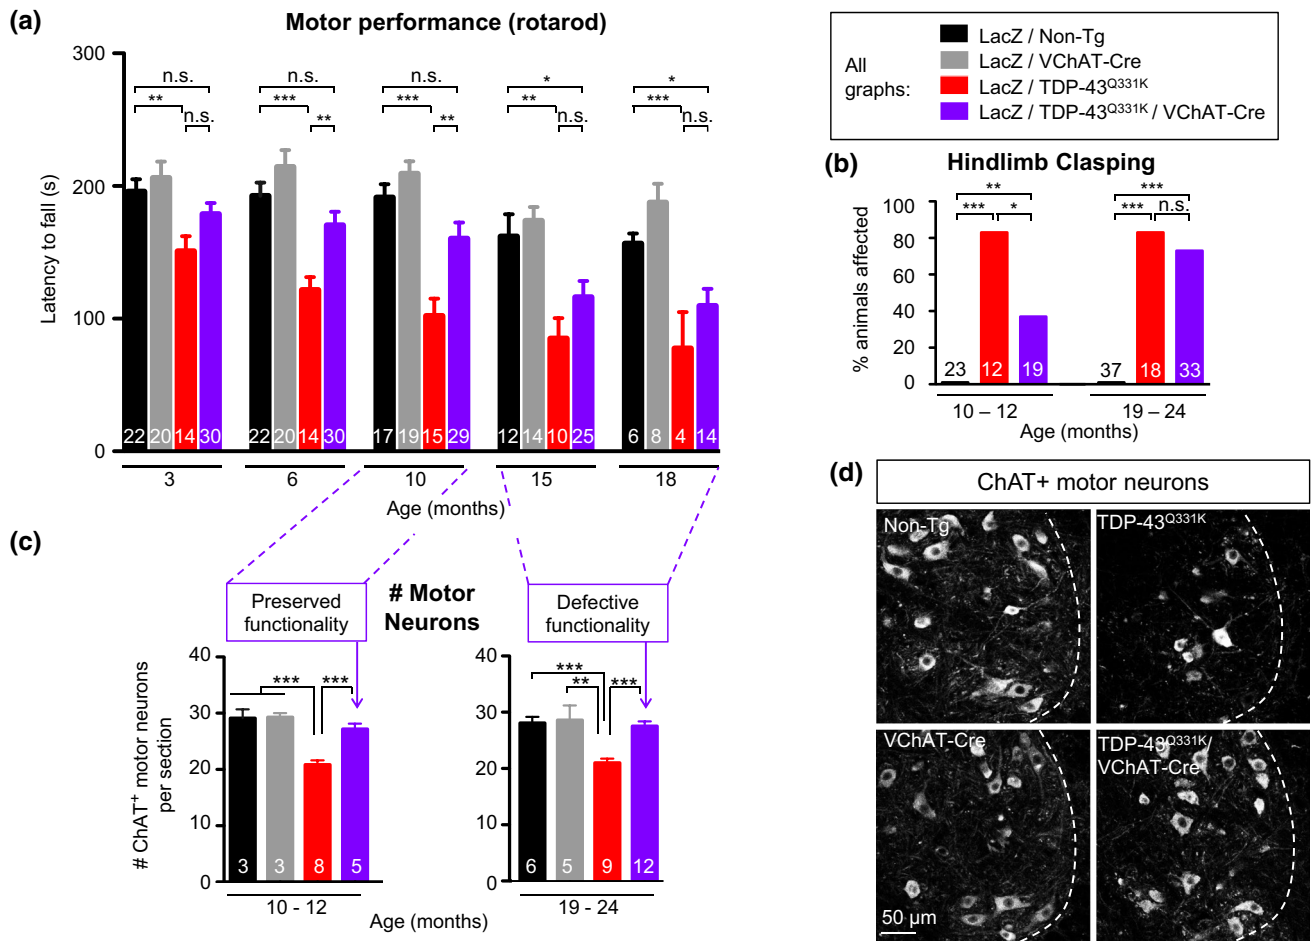 (a)
Motor performance (rotarod)
Latency to fall (s)
300
200
100
0
n.s.
**
n.s.
n.s.
***
**
n.s.
***
**
*
**
n.s.
*
***
n.s.
22 20 14 30
22 20 14 30
17 19 15 29
12 14 10 25
6 8 4 14
3 6 10 15 18
Age (months)
All
graphs:
LacZ / Non-Tg
LacZ / VChAT-Cre
LacZ / TDP-43Q331K
LacZ / TDP-43Q331K / VChAT-Cre
(b)
Hindlimb Clasping
% animals affected
100
80
60
40
20
0
**
*** *
***
*** n.s.
23 12 19
37 18 33
10 – 12
19 – 24
Age (months)
(c)
Preserved
functionality
# Motor
Neurons
Defective
functionality
# ChAT+ motor neurons
per section
40
30
20
10
0
*** ***
3 3 8 5
10 - 12
40
30
20
10
0
***
** ***
6 5 9 12
19 - 24
Age (months)
(d)
ChAT+ motor neurons
Non-Tg
TDP-43Q331K
VChAT-Cre
TDP-43Q331K/
VChAT-Cre
50 µm